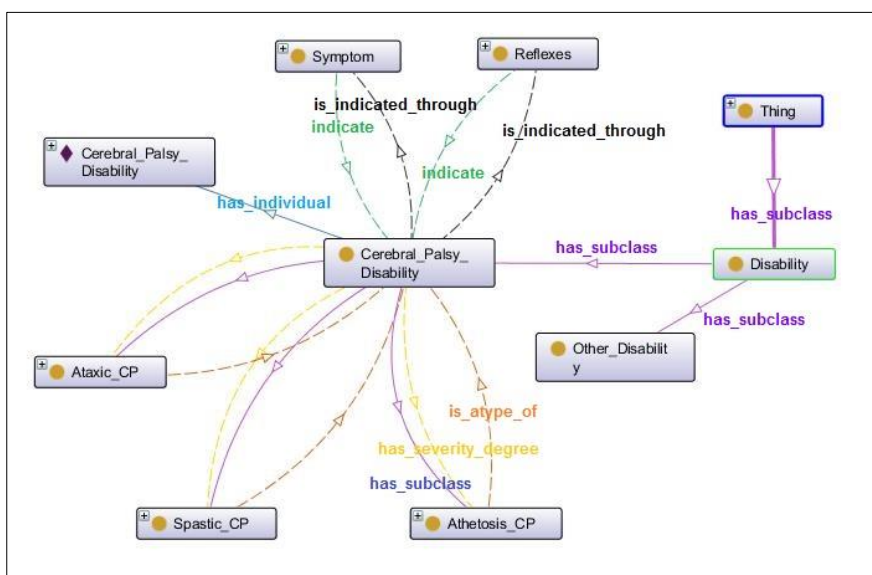 Symptom
Reflexes
is_indicated_through
Thing
indicate
is_indicated_through
Cerebral_Palsy_
Disability
indicate
has_individual
has_subclass
Cerebral_Palsy_
Disability
has_subclass
Disability
has_subclass
Other_Disabilit
y
Ataxic_CP
is_atype_of
has_severity_degree
has_subclass
Spastic_CP
Athetosis_CP